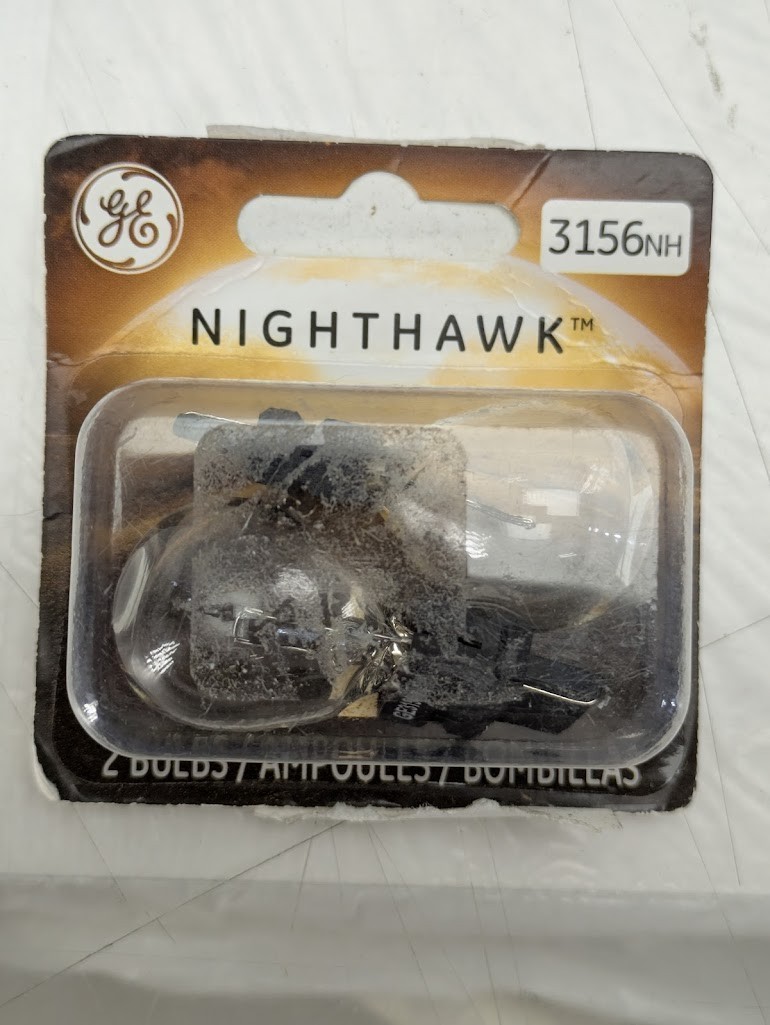 GE
3156NH
NIGHTHAWK™
2 BULBS / AMPOULES / BOMBILLAS